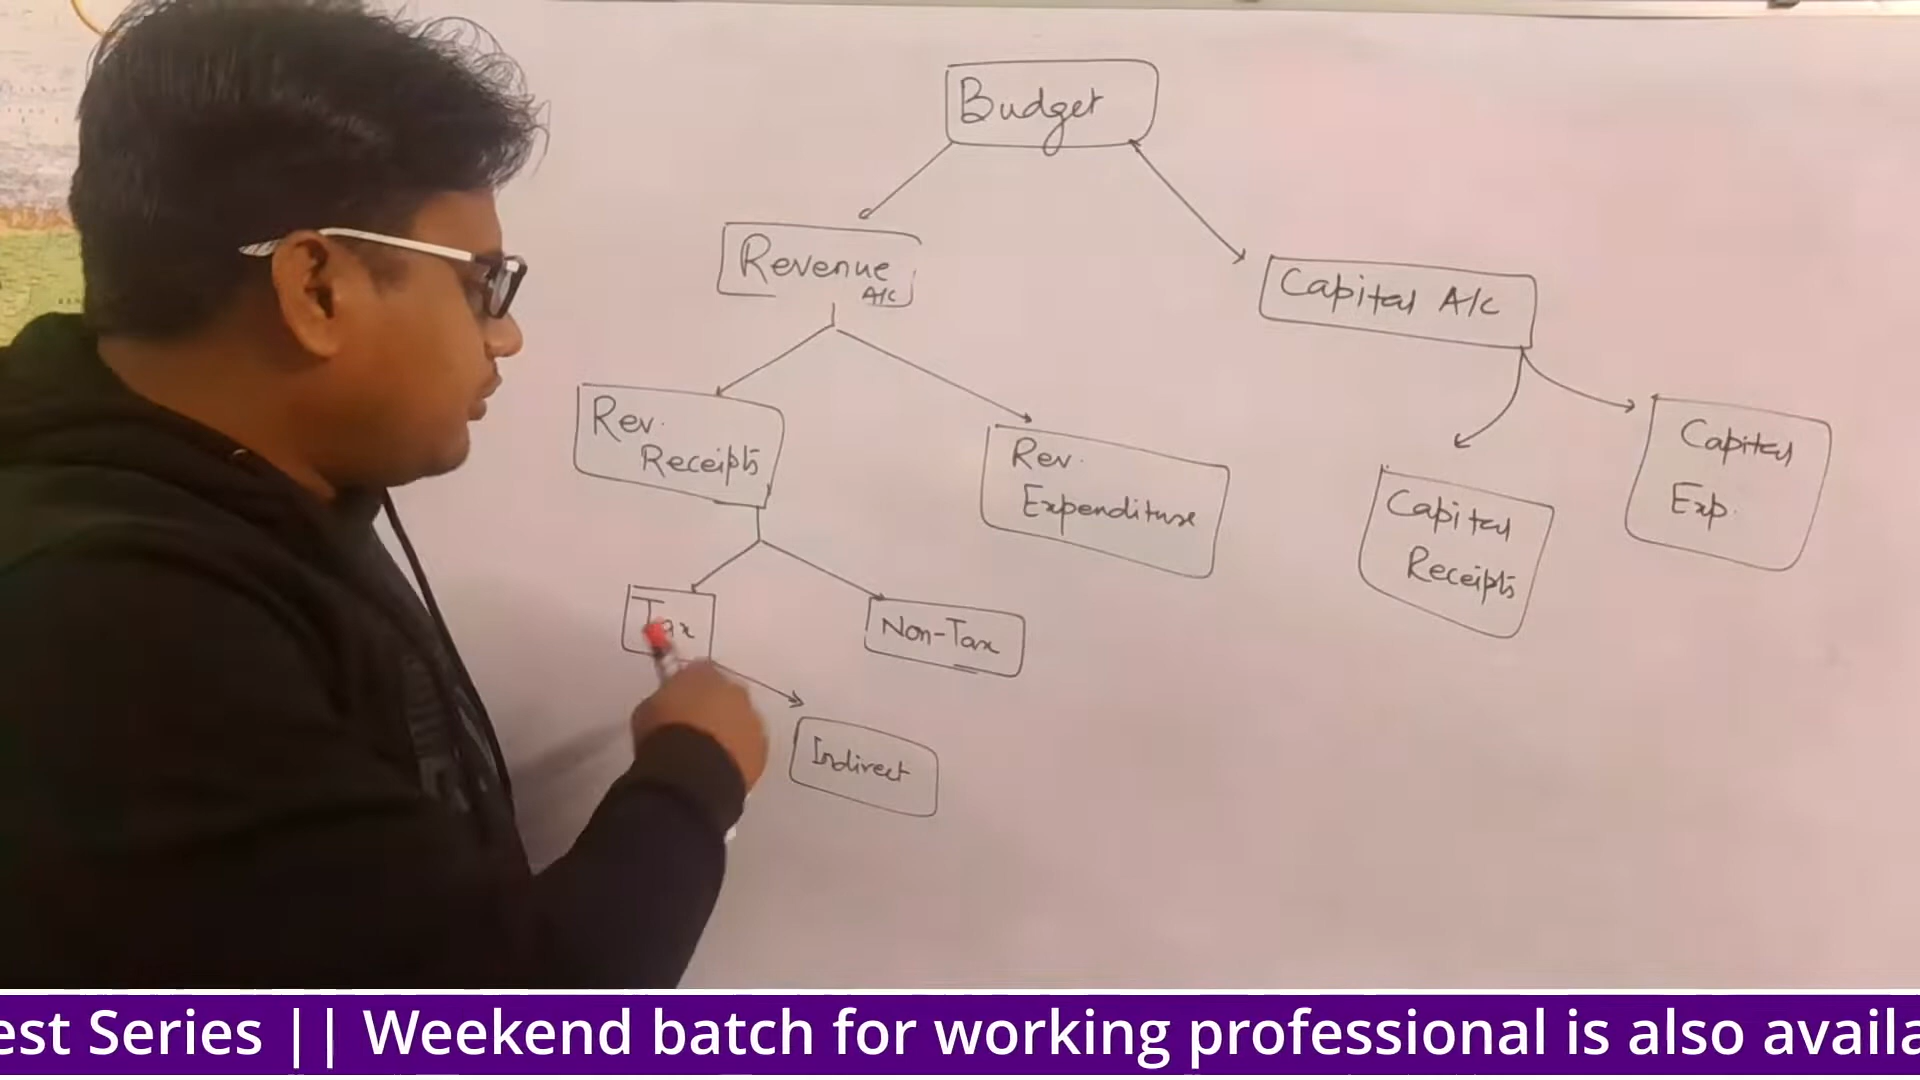 Budget
Revenue
A/c
Capital A/c
Rev.
Receipts
Rev.
Expenditure
Capital
Receipts
Capital
Exp.
Tax
Non-Tax
Indirect
est Series || Weekend batch for working professional is also availa